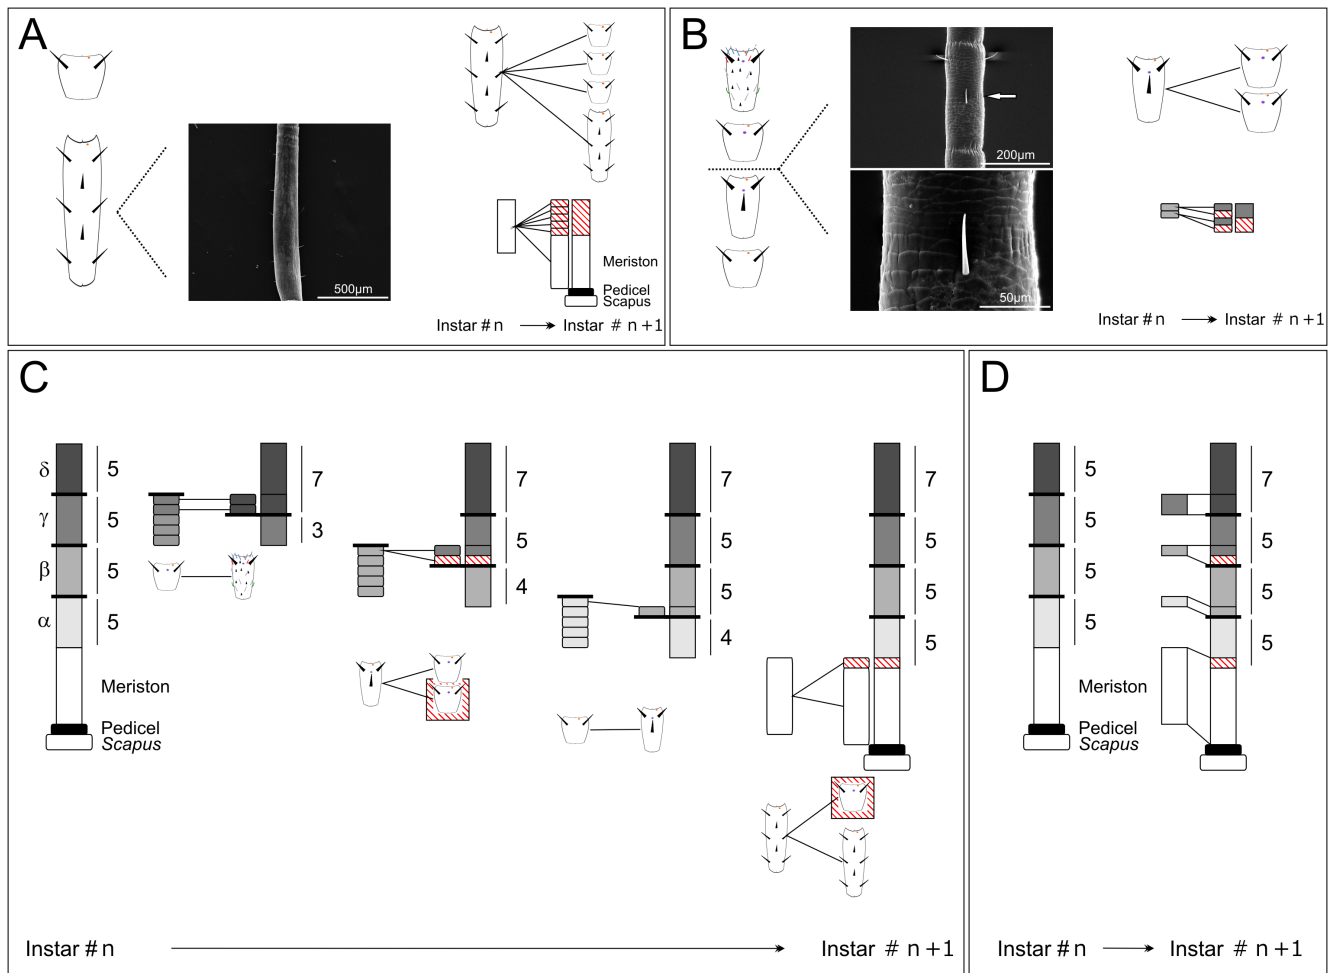 A
500µm
Meriston
Pedicel
Scapus
Instar # n
Instar # n+1
B
200µm
50µm
Instar # n
Instar # n+1
C
δ
5
γ
5
β
5
α
5
Meriston
Pedicel
Scapus
7
3
7
5
4
7
5
5
4
7
5
5
5
Instar # n
Instar # n+1
D
5
5
5
5
Meriston
Pedicel
Scapus
7
5
5
5
Instar # n
Instar # n+1